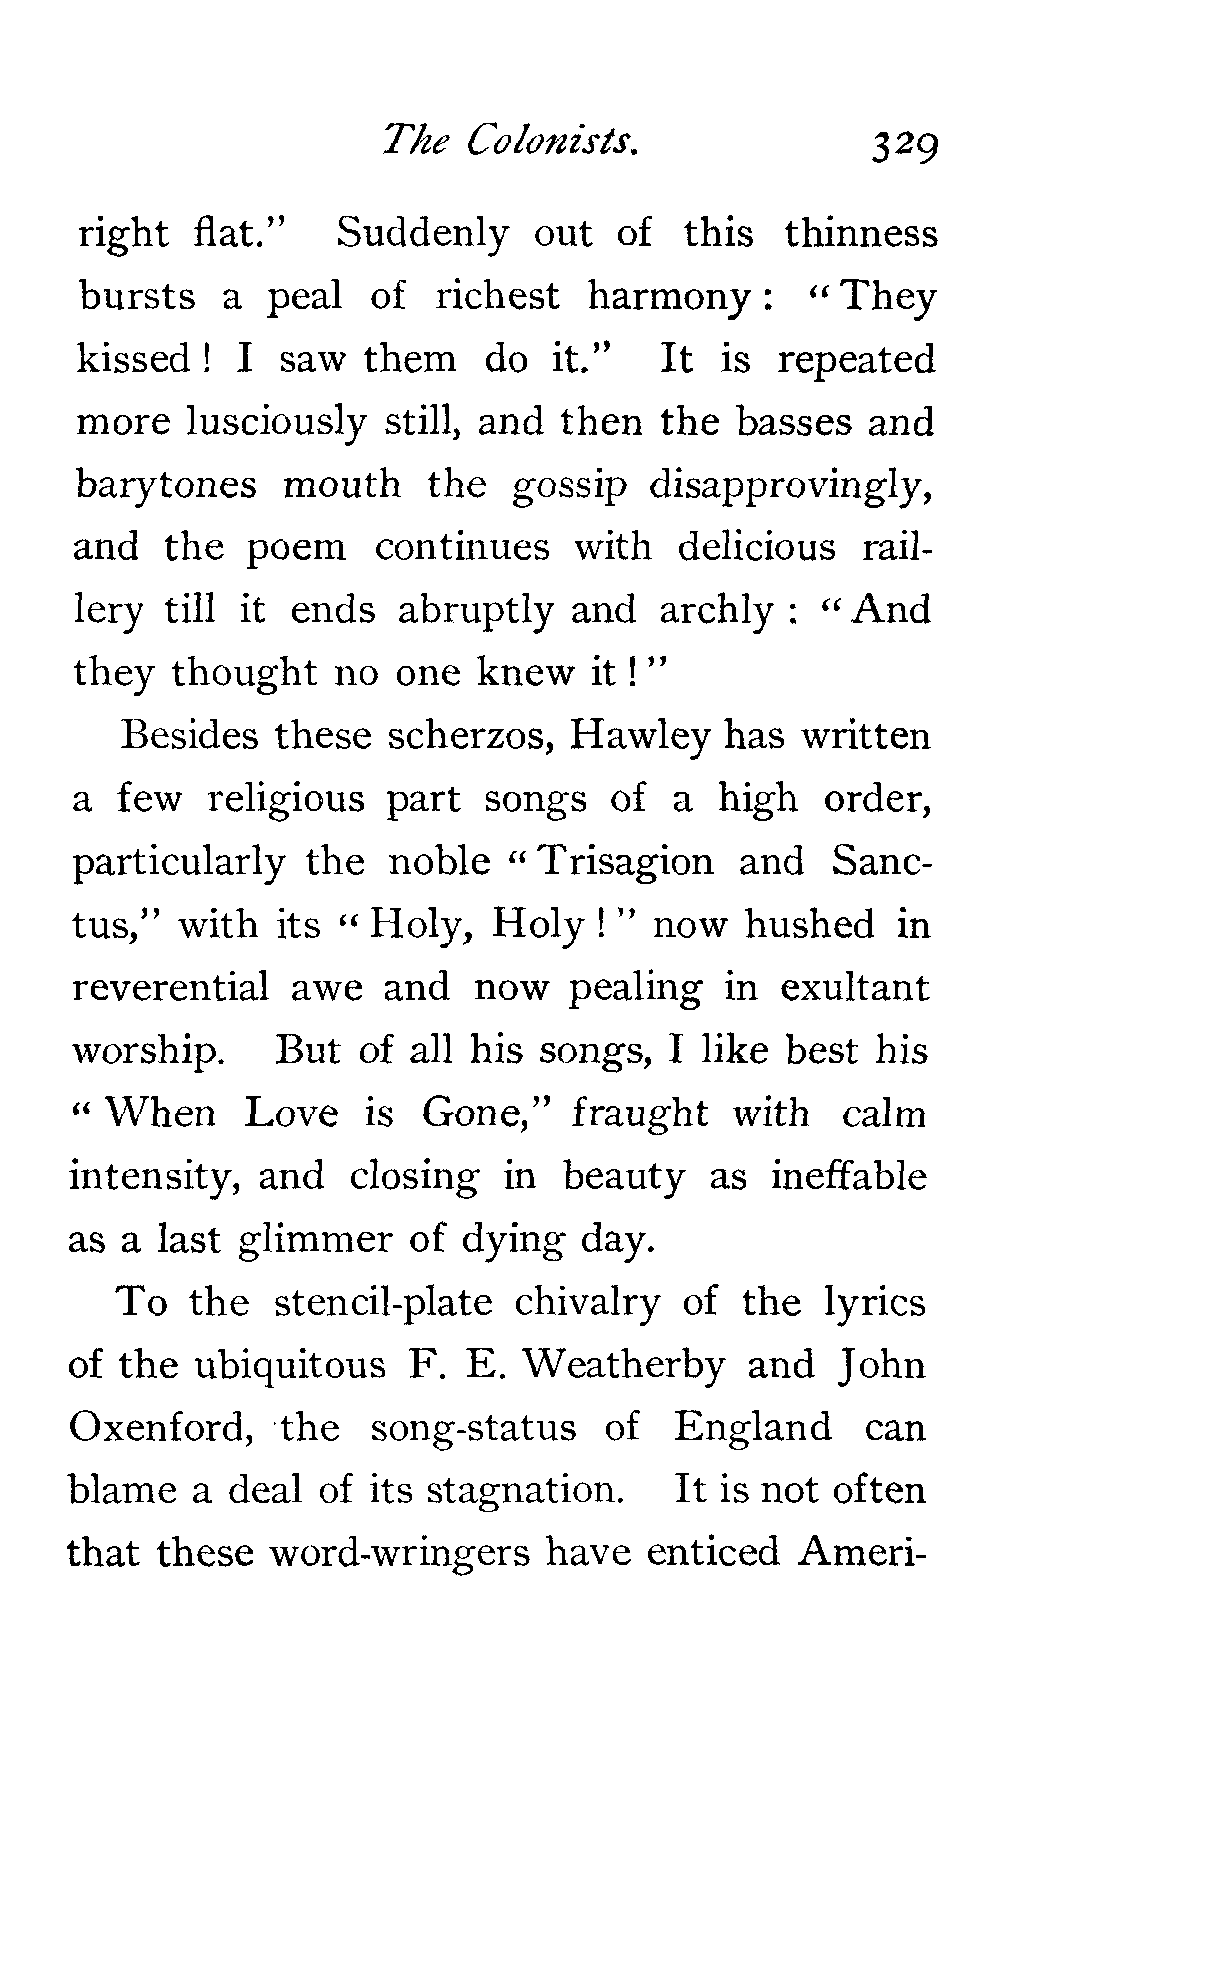 The Colonists. 329
right flat." Suddenly out of this thinness
bursts a peal of richest harmony : " They
kissed ! I saw them do it." It is repeated
more lusciously still, and then the basses and
barytones mouth the gossip disapprovingly,
and the poem continues with delicious rail-
lery till it ends abruptly and archly : " And
they thought no one knew it ! "
Besides these scherzos, Hawley has written
a few religious part songs of a high order,
particularly the noble " Trisagion and Sanc-
tus," with its " Holy, Holy ! " now hushed in
reverential awe and now pealing in exultant
worship. But of all his songs, I like best his
" When Love is Gone," fraught with calm
intensity, and closing in beauty as ineffable
as a last glimmer of dying day.
To the stencil-plate chivalry of the lyrics
of the ubiquitous F. E. Weatherby and John
Oxenford, the song-status of England can
blame a deal of its stagnation. It is not often
that these word-wringers have enticed Ameri-